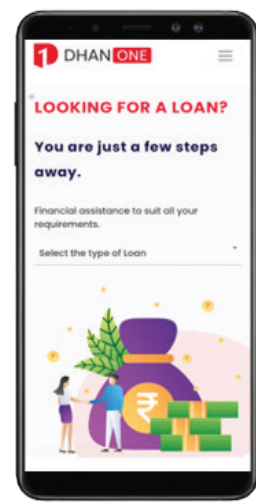 1 DHAN ONE
LOOKING FOR A LOAN?
You are just a few steps
away.
Financial assistance to suit all your
requirements.
Select the type of Loan
₹